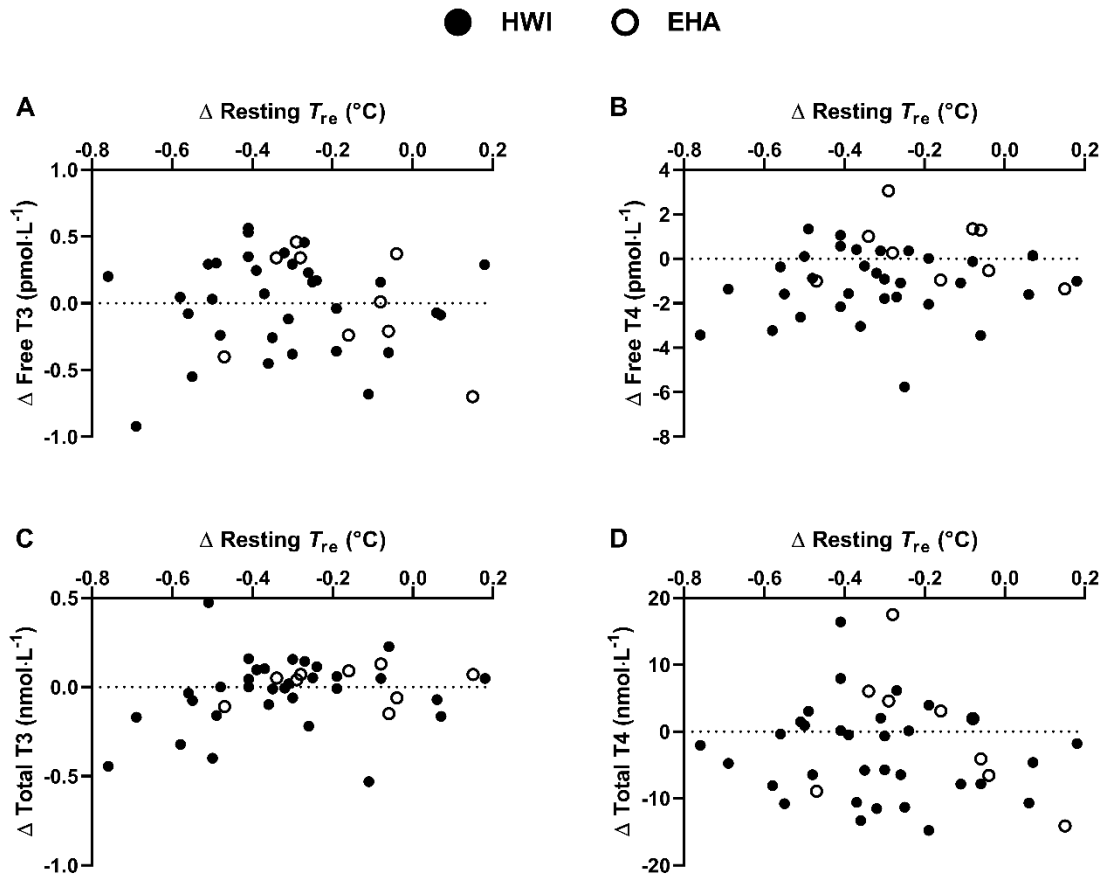 HWI EHA
A B
Δ Resting Tre (°C) Δ Resting Tre (°C)
-0.8 -0.6 -0.4 -0.2 0.0 0.2 -0.8 -0.6 -0.4 -0.2 0.0 0.2
Δ Free T3 (pmol·L-1)
1.0
0.5
0.0
-0.5
-1.0
Δ Free T4 (pmol·L-1)
4
2
0
-2
-4
-6
-8
C D
Δ Resting Tre (°C) Δ Resting Tre (°C)
-0.8 -0.6 -0.4 -0.2 0.0 0.2 -0.8 -0.6 -0.4 -0.2 0.0 0.2
Δ Total T3 (nmol·L-1)
0.5
0.0
-0.5
-1.0
Δ Total T4 (nmol·L-1)
20
10
0
-10
-20